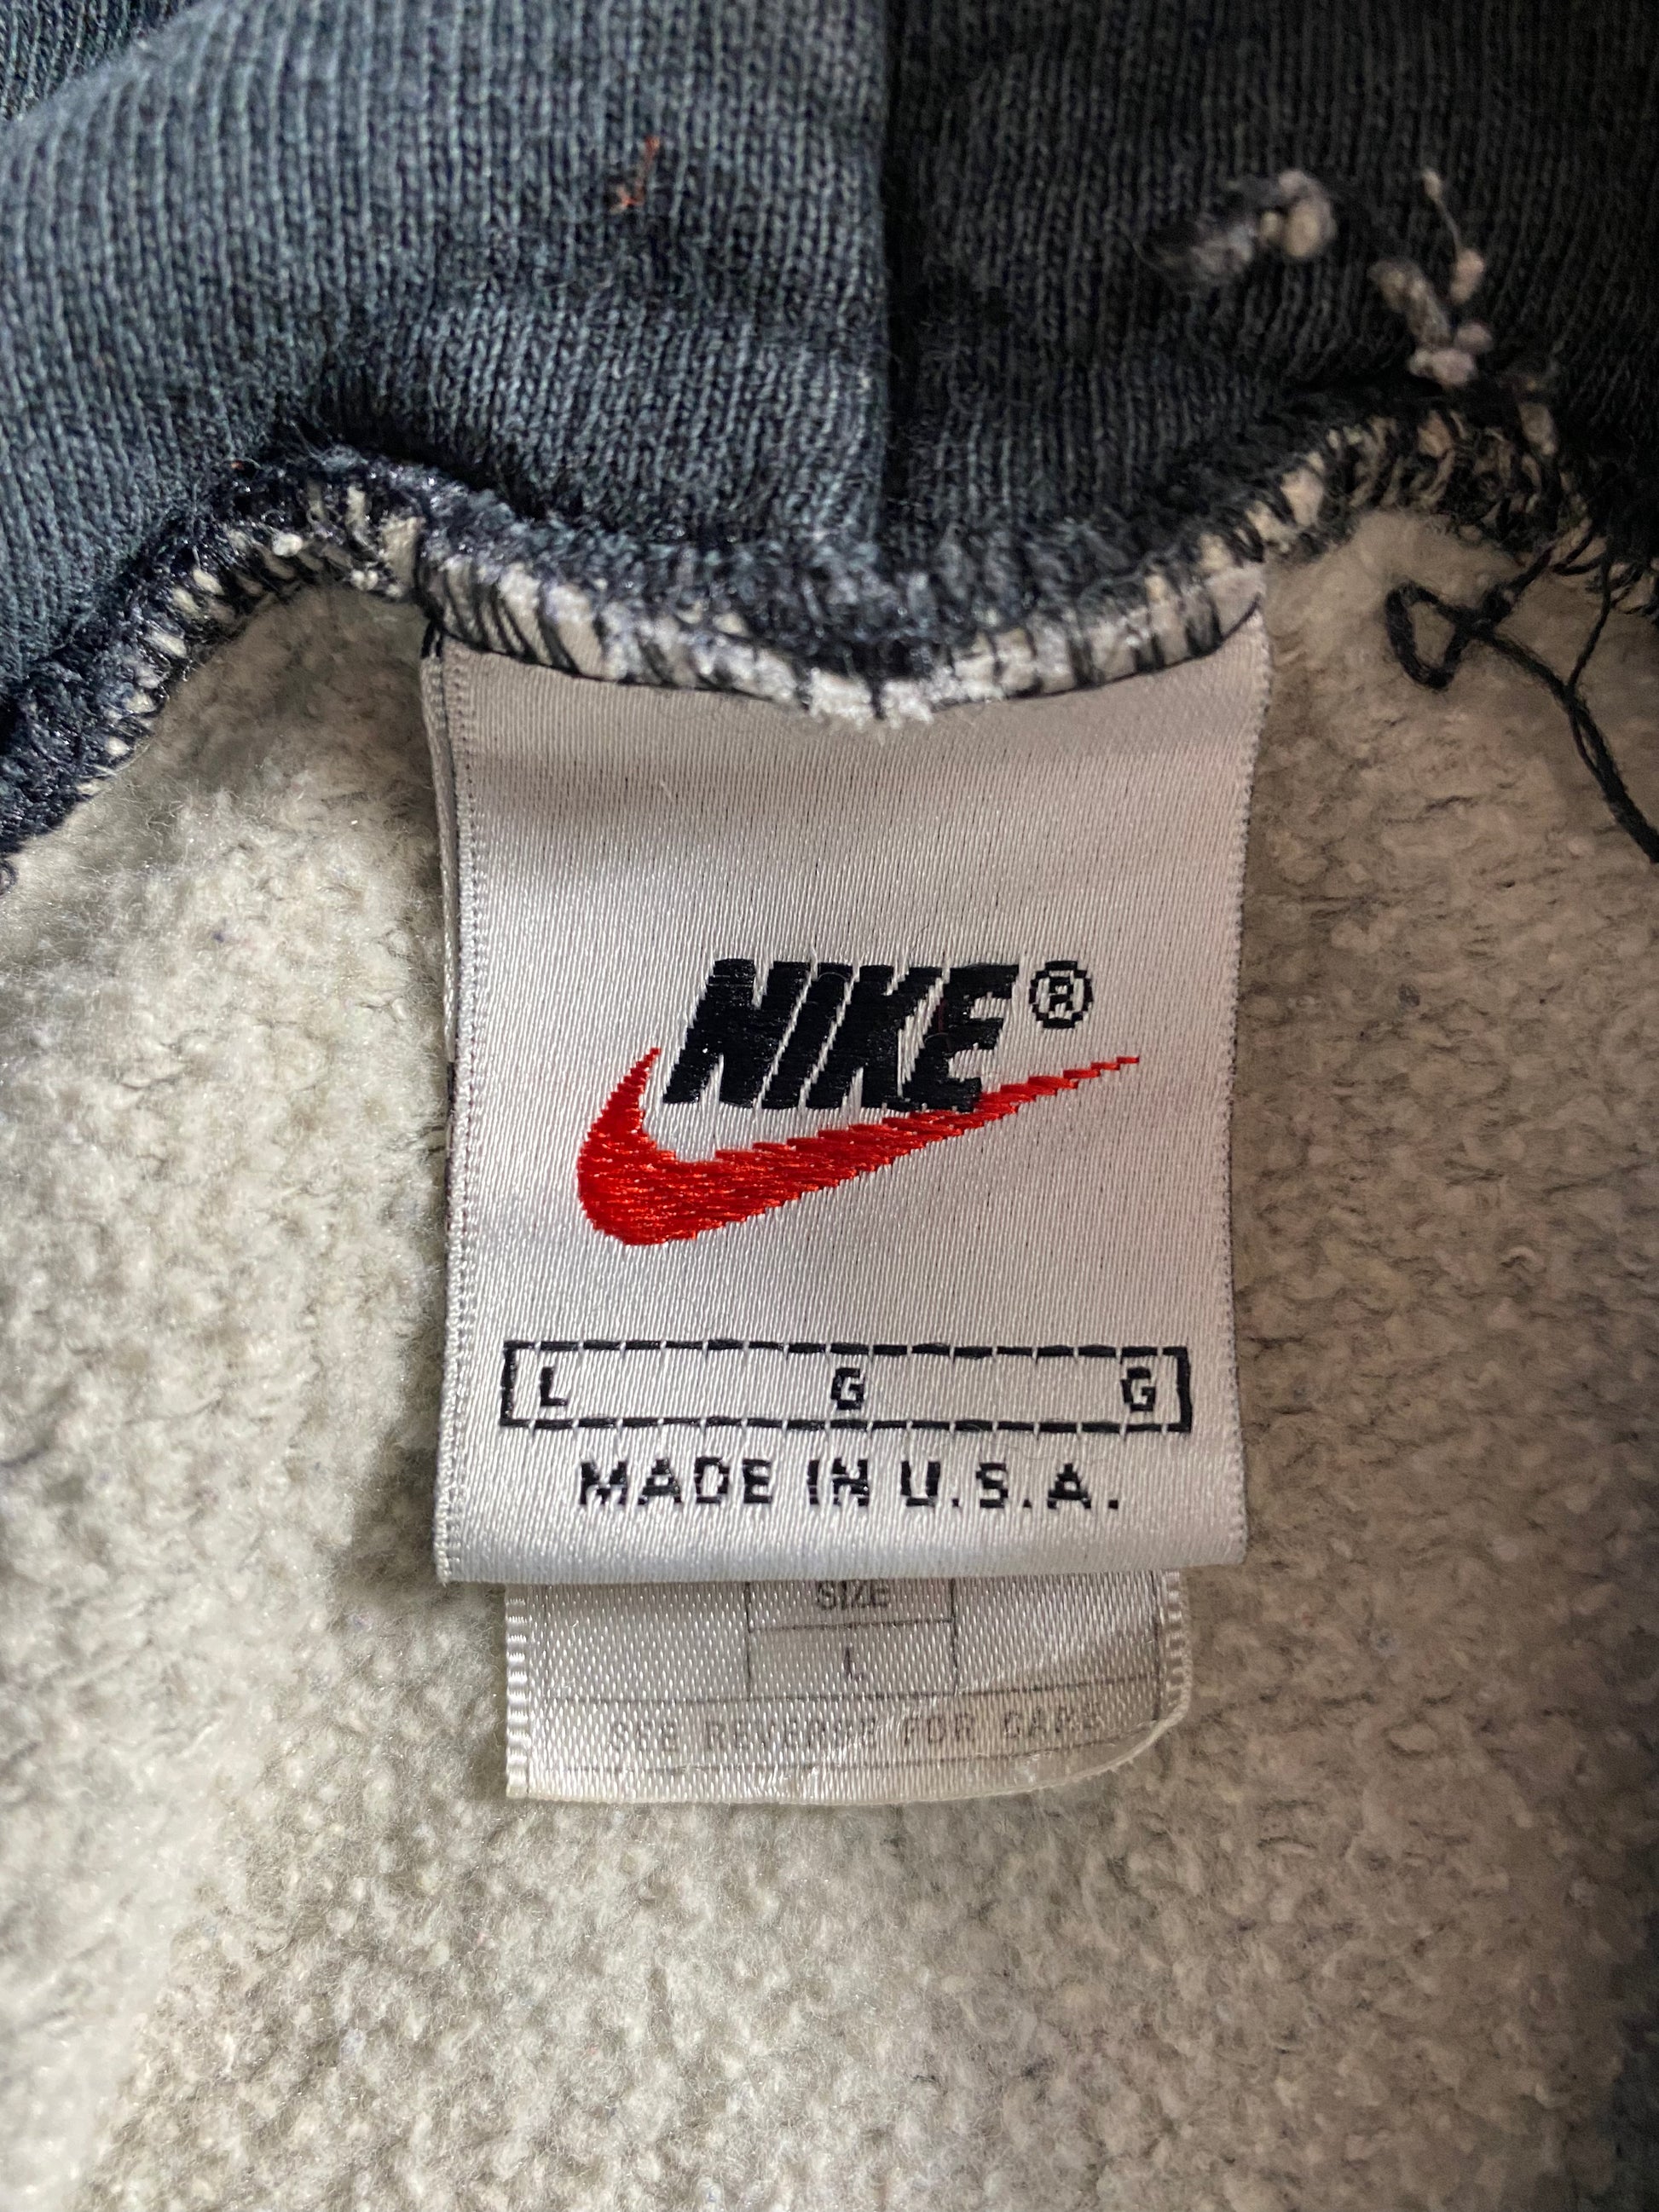 NIKE®
L G G
MADE IN U.S.A.
SIZE
L
SEE REVERSE FOR CARE